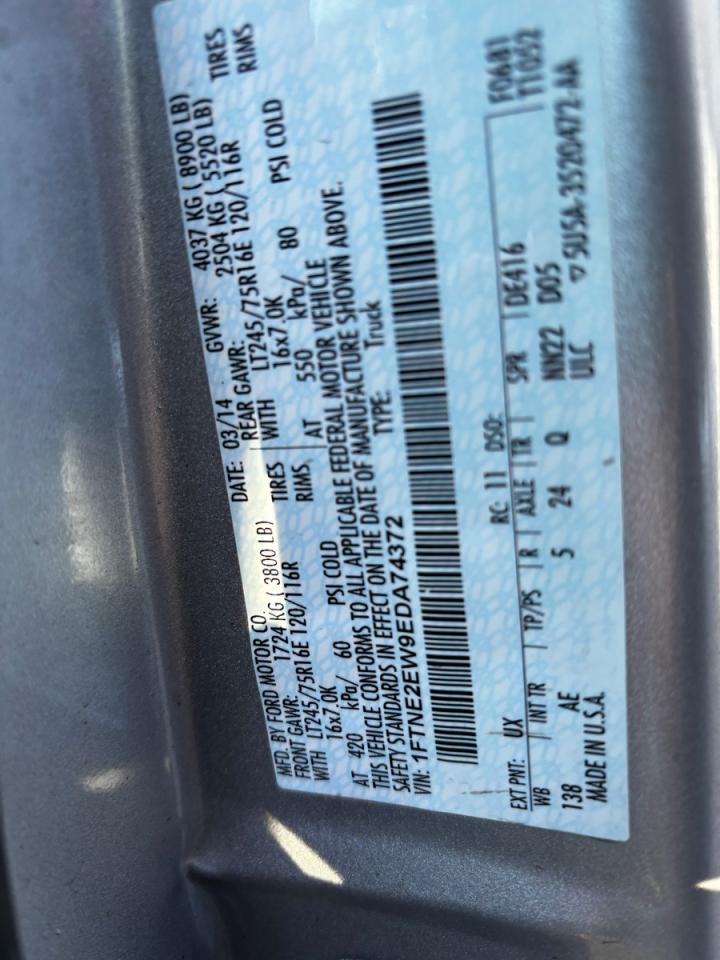 MFD. BY FORD MOTOR CO.
DATE: 03/14 GVWR: 4037 KG ( 8900 LB)
FRONT GAWR: 1724 KG ( 3800 LB) REAR GAWR: 2504 KG ( 5520 LB)
WITH LT245/75R16E 120/116R TIRES WITH LT245/75R16E 120/116R TIRES
16x7.0K RIMS 16x7.0K RIMS
AT 420 kPa/ 60 PSI COLD AT 550 kPa/ 80 PSI COLD
THIS VEHICLE CONFORMS TO ALL APPLICABLE FEDERAL MOTOR VEHICLE
SAFETY STANDARDS IN EFFECT ON THE DATE OF MANUFACTURE SHOWN ABOVE.
VIN: 1FTNE2EW9EDA74372 TYPE: Truck
F0681
T1052
EXT PNT: UX RC: 11 DSO:
WB INT TR TP/PS R AXLE TR SPR DE416
138 AE 5 24 Q NN22 D05
MADE IN U.S.A. ULC ▽5U5A-3520472-AA